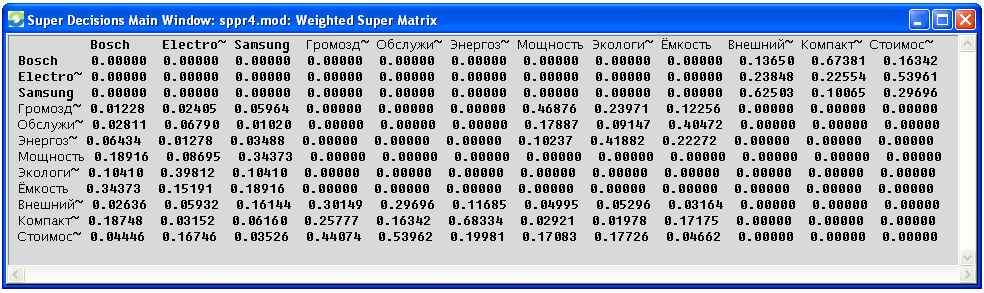 Super Decisions Main Window: sppr4.mod: Weighted Super Matrix
Bosch Electro~ Samsung Громозд~ Обслужи~ Энергоз~ Мощность Экологи~ Ёмкость Внешний~ Компакт~ Стоимос~
Bosch 0.00000 0.00000 0.00000 0.00000 0.00000 0.00000 0.00000 0.00000 0.00000 0.13650 0.67381 0.16342
Electro~ 0.00000 0.00000 0.00000 0.00000 0.00000 0.00000 0.00000 0.00000 0.00000 0.23848 0.22554 0.53961
Samsung 0.00000 0.00000 0.00000 0.00000 0.00000 0.00000 0.00000 0.00000 0.00000 0.62503 0.10065 0.29696
Громозд~ 0.01228 0.02405 0.05964 0.00000 0.00000 0.00000 0.46876 0.23971 0.12256 0.00000 0.00000 0.00000
Обслужи~ 0.02811 0.06790 0.01020 0.00000 0.00000 0.00000 0.17887 0.09147 0.40472 0.00000 0.00000 0.00000
Энергоз~ 0.06434 0.01278 0.03488 0.00000 0.00000 0.00000 0.10237 0.41882 0.22272 0.00000 0.00000 0.00000
Мощность 0.18916 0.08695 0.34373 0.00000 0.00000 0.00000 0.00000 0.00000 0.00000 0.00000 0.00000 0.00000
Экологи~ 0.10410 0.39812 0.10410 0.00000 0.00000 0.00000 0.00000 0.00000 0.00000 0.00000 0.00000 0.00000
Ёмкость 0.34373 0.15191 0.18916 0.00000 0.00000 0.00000 0.00000 0.00000 0.00000 0.00000 0.00000 0.00000
Внешний~ 0.02636 0.05932 0.16144 0.30149 0.29696 0.11685 0.04995 0.05296 0.03164 0.00000 0.00000 0.00000
Компакт~ 0.18748 0.03152 0.06160 0.25777 0.16342 0.68334 0.02921 0.01978 0.17175 0.00000 0.00000 0.00000
Стоимос~ 0.04446 0.16746 0.03526 0.44074 0.53962 0.19981 0.17083 0.17726 0.04662 0.00000 0.00000 0.00000